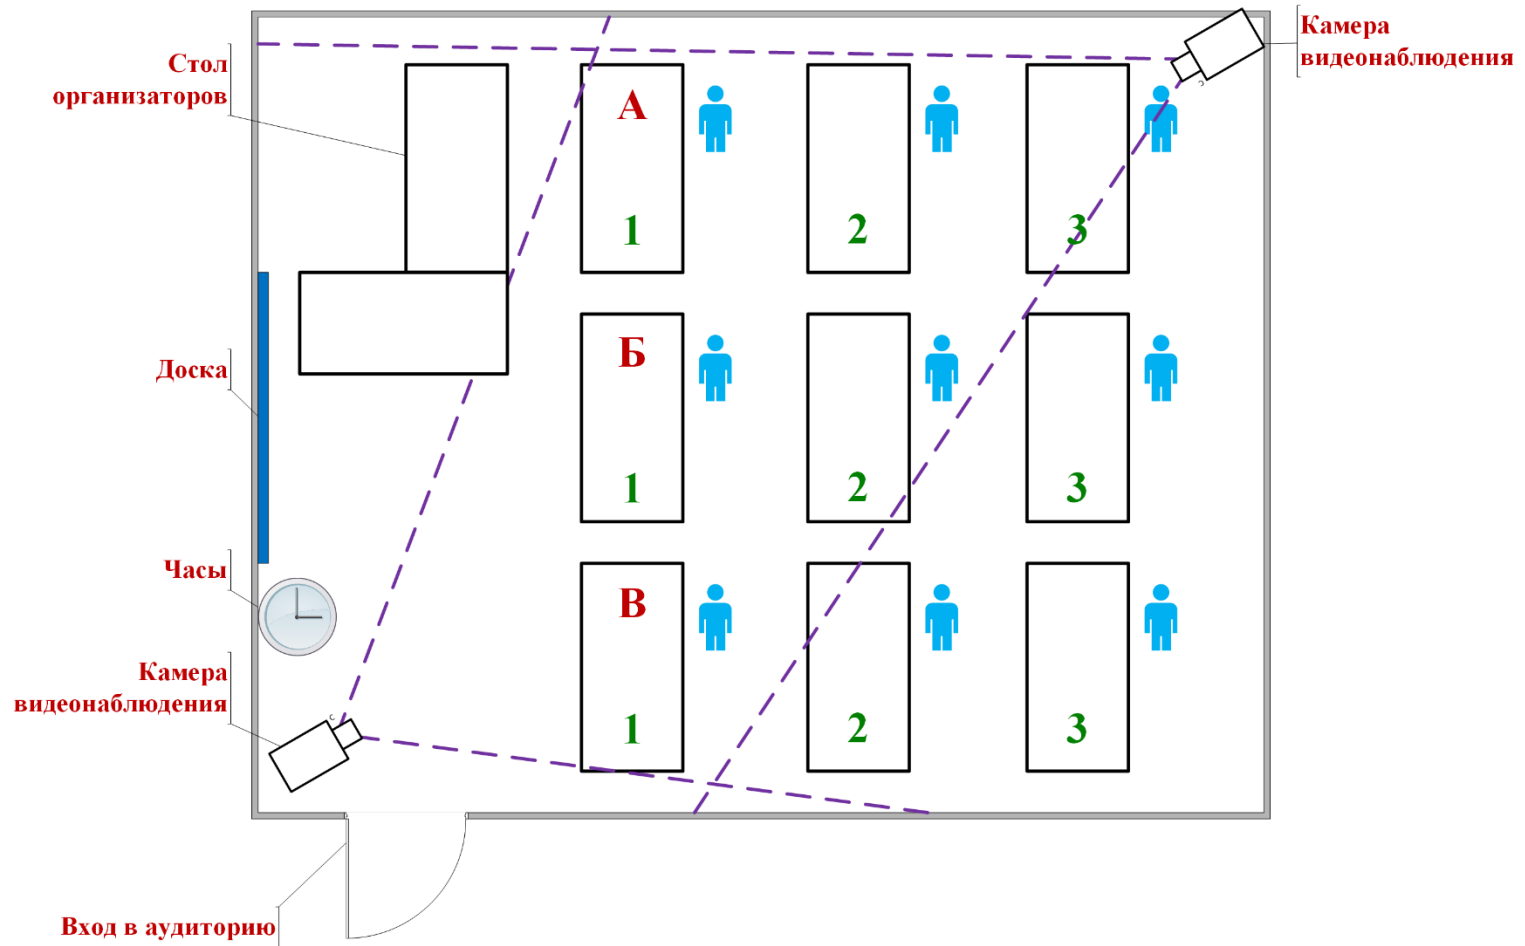 Камера
видеонаблюдения
Стол
организаторов
А
1
2
3
Доска
Б
1
2
3
Часы
В
1
2
3
Камера
видеонаблюдения
Вход в аудиторию